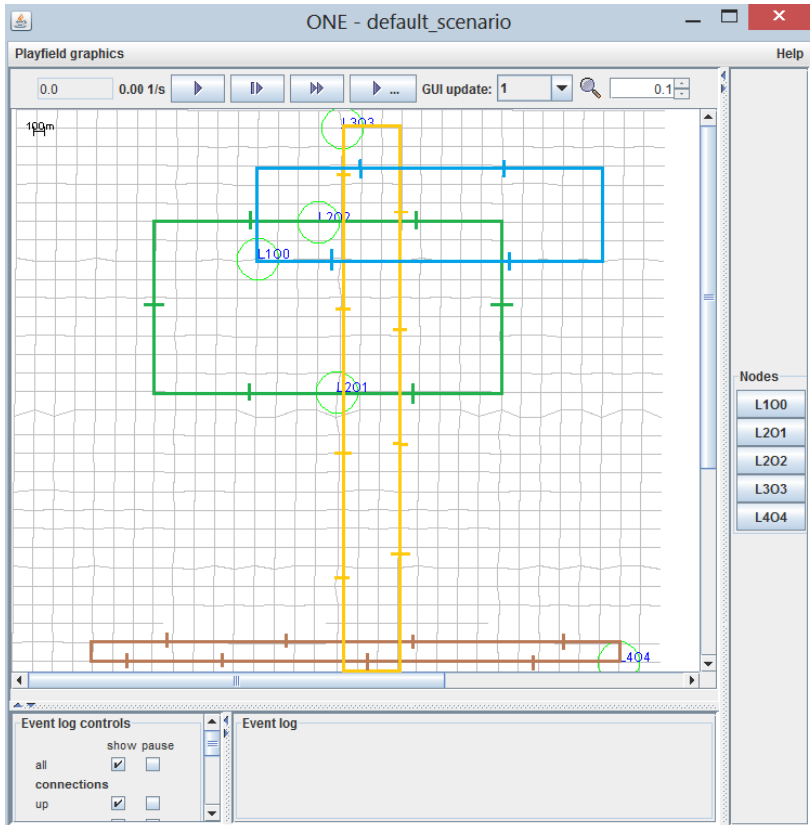 ONE - default_scenario
Playfield graphics Help
0.0 0.00 1/s ... GUI update: 1 0.1
100m
L3O3
L2O2
L1O0
L2O1
L4O4
Nodes
L1O0
L2O1
L2O2
L3O3
L4O4
Event log controls
show pause
all
connections
up
Event log